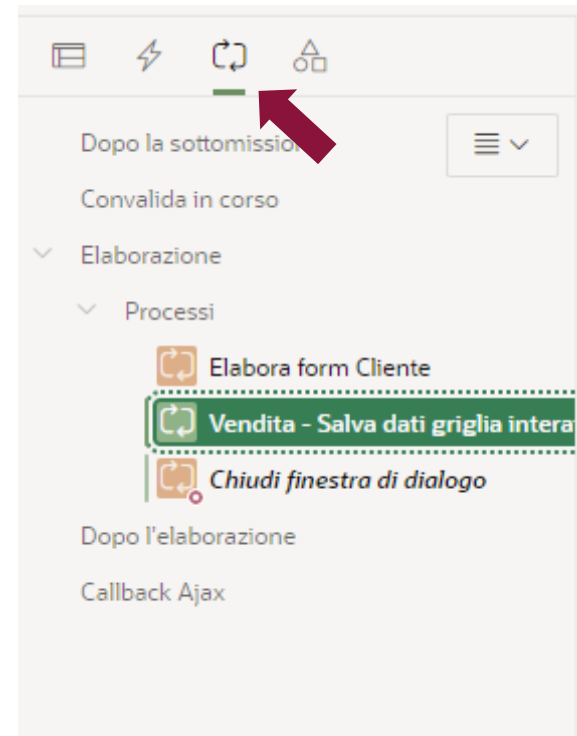 Dopo la sottomission
Convalida in corso
Elaborazione
Processi
Elabora form Cliente
Vendita - Salva dati griglia intera
Chiudi finestra di dialogo
Dopo l'elaborazione
Callback Ajax